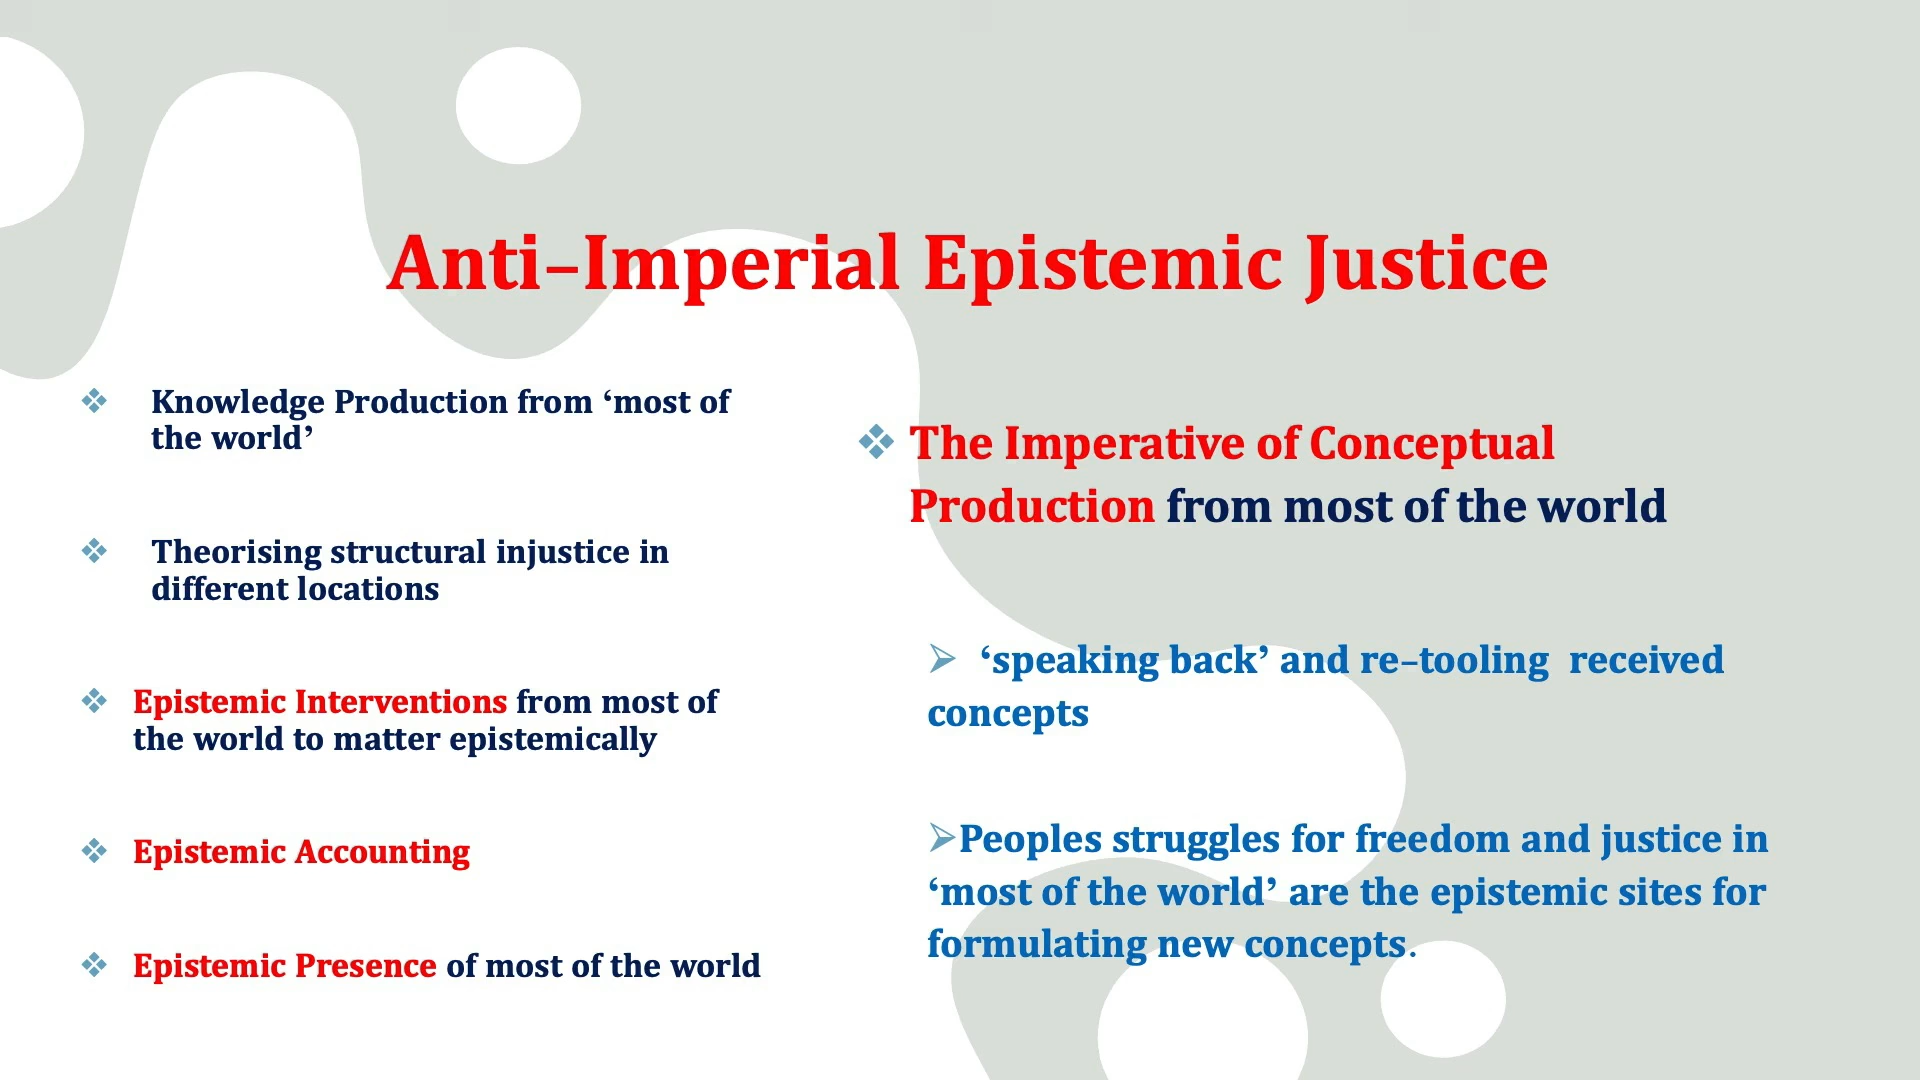 Anti–Imperial Epistemic Justice
Knowledge Production from ‘most of
the world’
Theorising structural injustice in
different locations
Epistemic Interventions from most of
the world to matter epistemically
Epistemic Accounting
Epistemic Presence of most of the world
The Imperative of Conceptual
Production from most of the world
‘speaking back’ and re–tooling received
concepts
Peoples struggles for freedom and justice in
‘most of the world’ are the epistemic sites for
formulating new concepts.